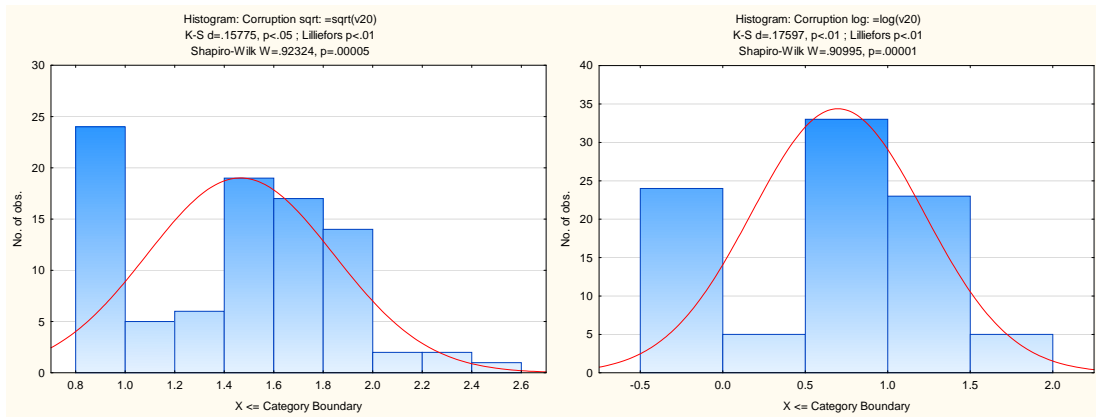 Histogram: Corruption sqrt: =sqrt(v20)
K-S d=.15775, p<.05 ; Lilliefors p<.01
Shapiro-Wilk W=.92324, p=.00005
30
25
20
15
10
5
0
No. of obs.
0.8 1.0 1.2 1.4 1.6 1.8 2.0 2.2 2.4 2.6
X <= Category Boundary
Histogram: Corruption log: =log(v20)
K-S d=.17597, p<.01 ; Lilliefors p<.01
Shapiro-Wilk W=.90995, p=.00001
40
35
30
25
20
15
10
5
0
No. of obs.
-0.5 0.0 0.5 1.0 1.5 2.0
X <= Category Boundary